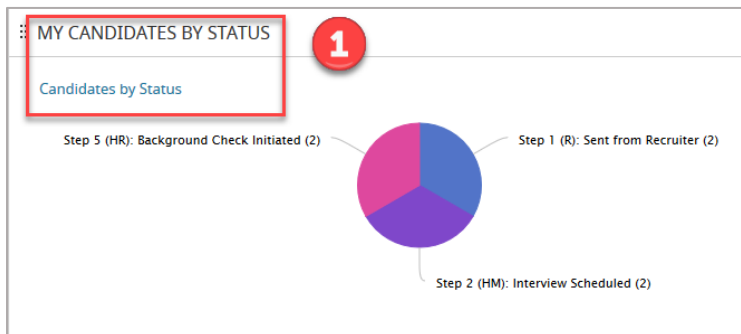 MY CANDIDATES BY STATUS
1
Candidates by Status
Step 5 (HR): Background Check Initiated (2)
Step 1 (R): Sent from Recruiter (2)
Step 2 (HM): Interview Scheduled (2)